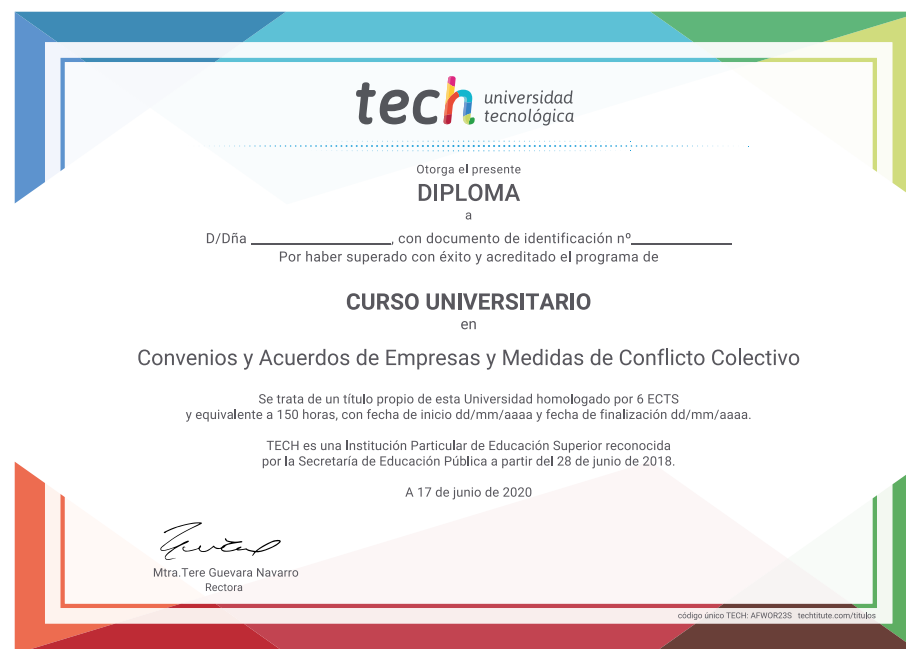 tech universidad
tecnológica
Otorga el presente
DIPLOMA
a
D/Dña ________________, con documento de identificación nº____________
Por haber superado con éxito y acreditado el programa de
CURSO UNIVERSITARIO
en
Convenios y Acuerdos de Empresas y Medidas de Conflicto Colectivo
Se trata de un título propio de esta Universidad homologado por 6 ECTS
y equivalente a 150 horas, con fecha de inicio dd/mm/aaaa y fecha de finalización dd/mm/aaaa.
TECH es una Institución Particular de Educación Superior reconocida
por la Secretaría de Educación Pública a partir del 28 de junio de 2018.
A 17 de junio de 2020
Mtra.Tere Guevara Navarro
Rectora
código único TECH: AFWOR23S techtitute.com/titulos